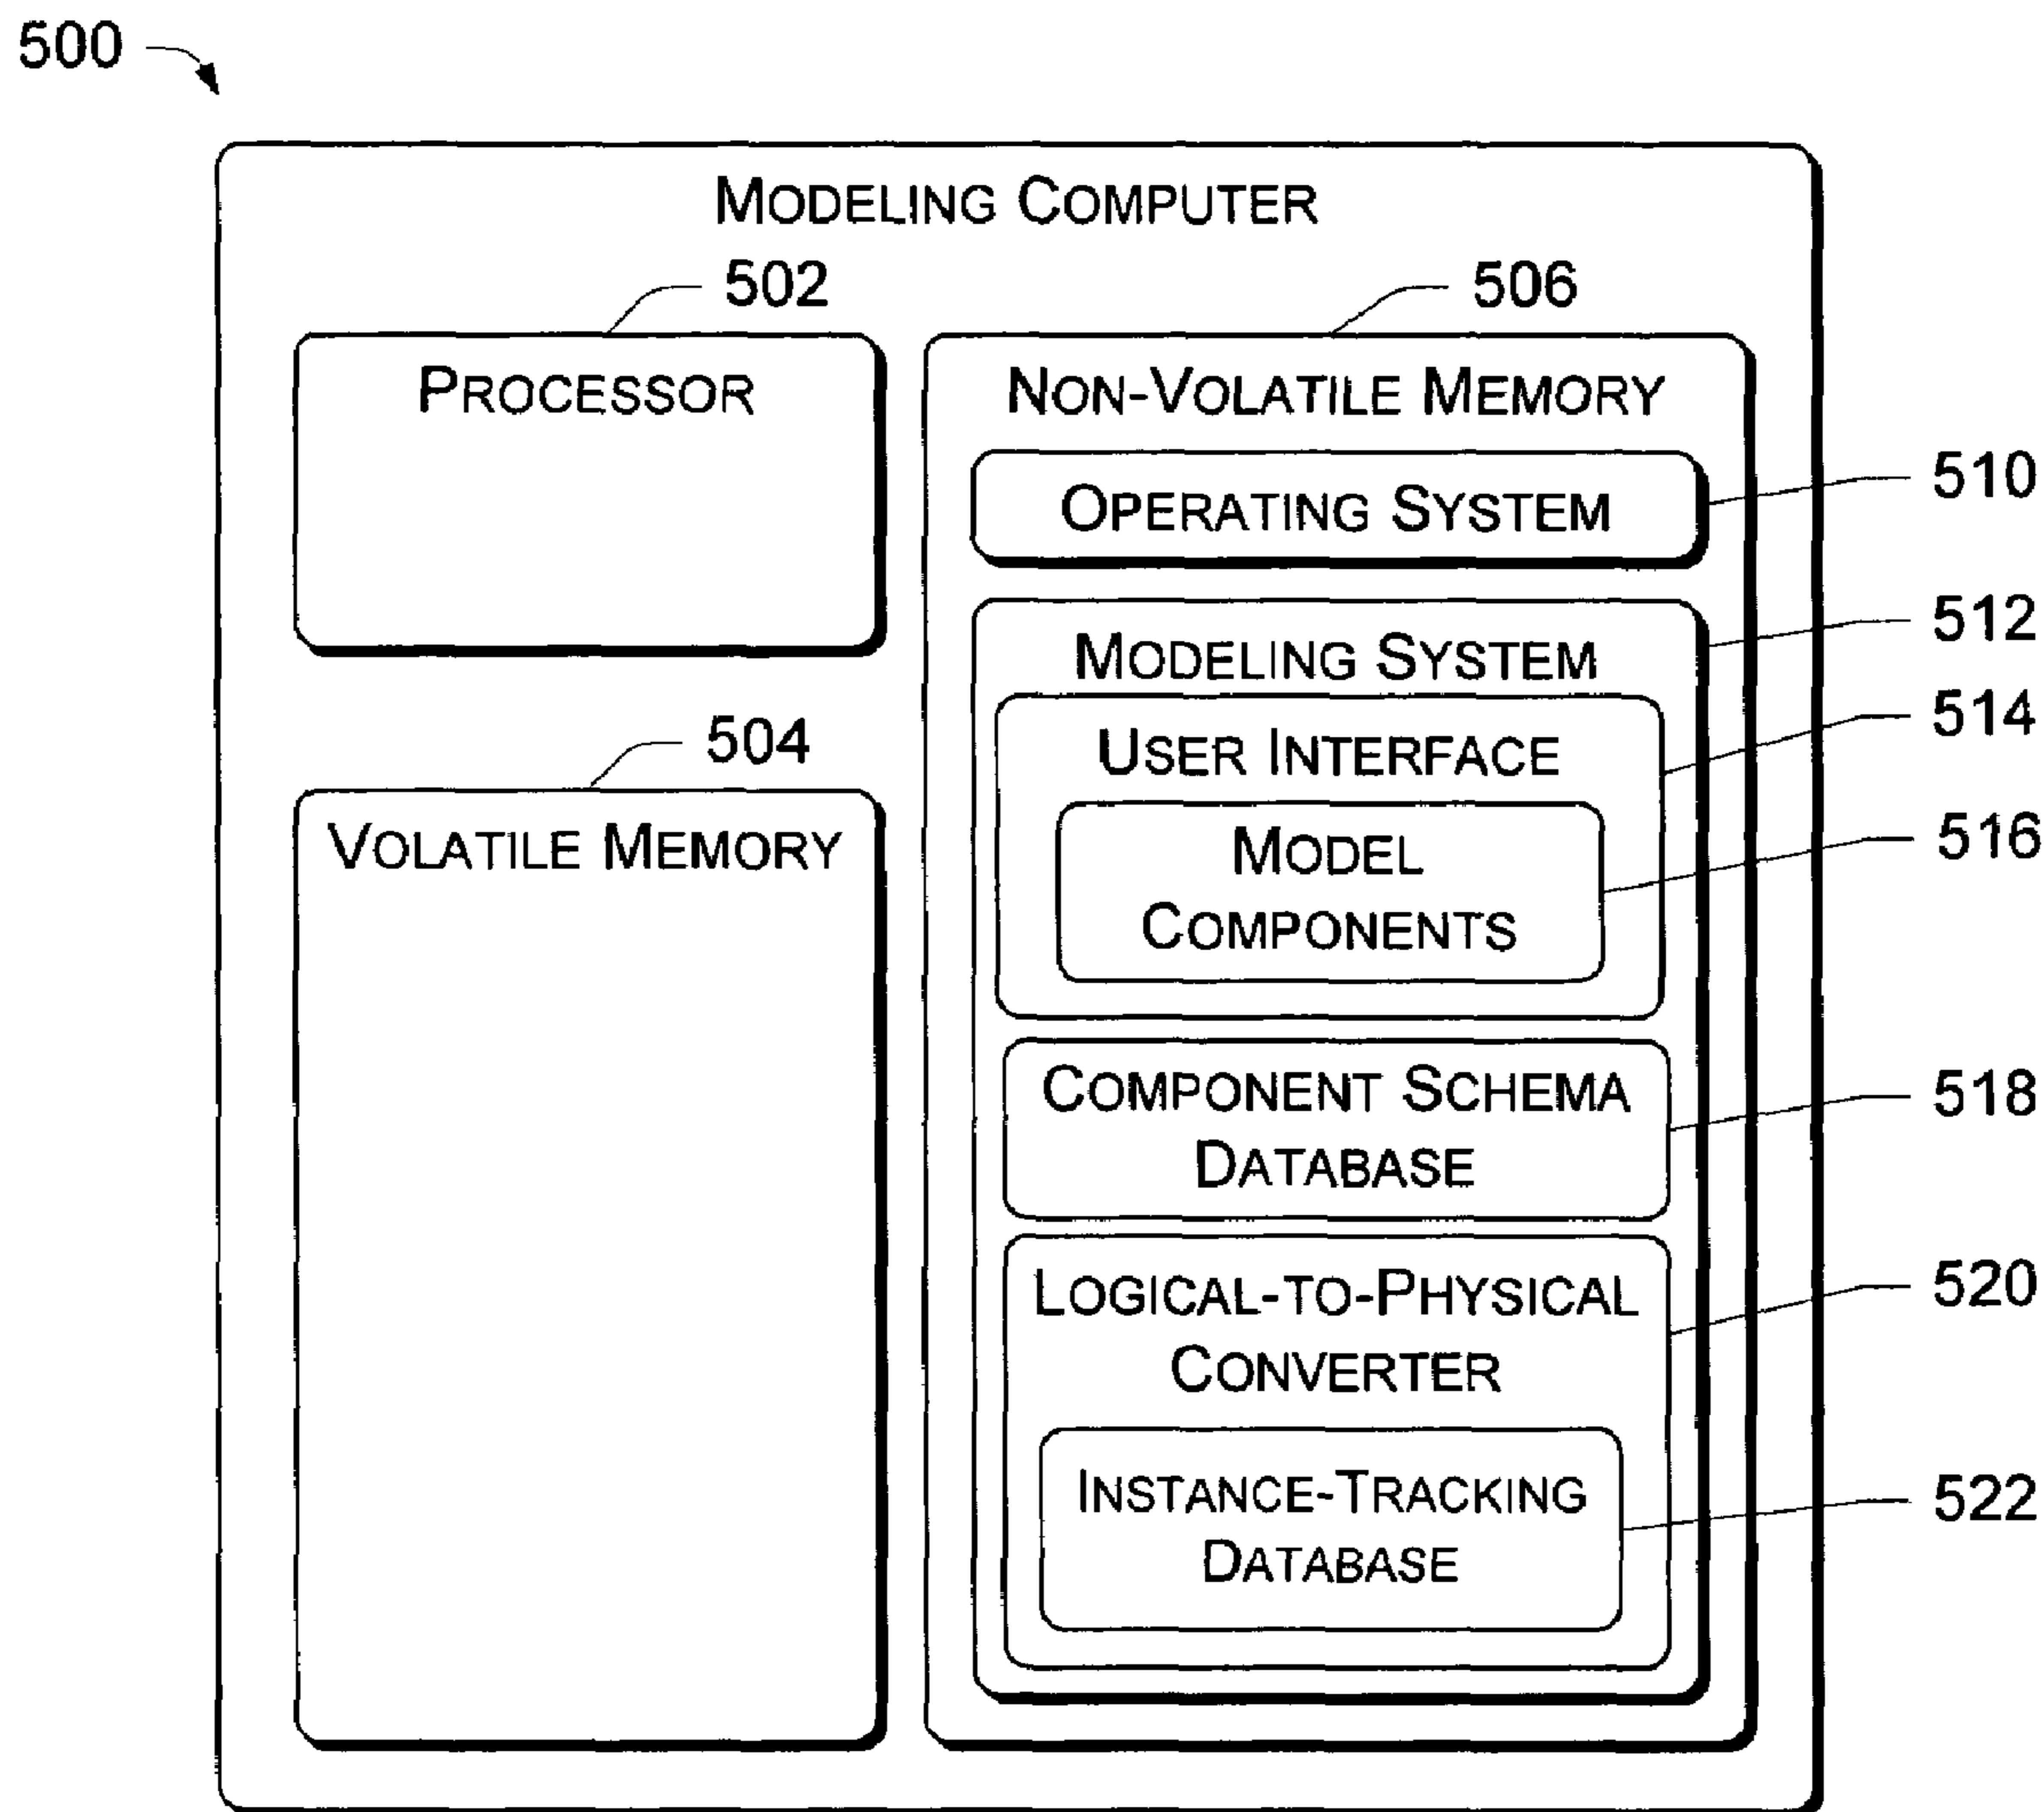 500
MODELING COMPUTER
502
506
PROCESSOR
NON-VOLATILE MEMORY
OPERATING SYSTEM
510
512
MODELING SYSTEM
514
USER INTERFACE
504
516
MODEL
COMPONENTS
VOLATILE MEMORY
COMPONENT SCHEMA
DATABASE
518
LOGICAL-TO-PHYSICAL
CONVERTER
520
INSTANCE-TRACKING
DATABASE
522